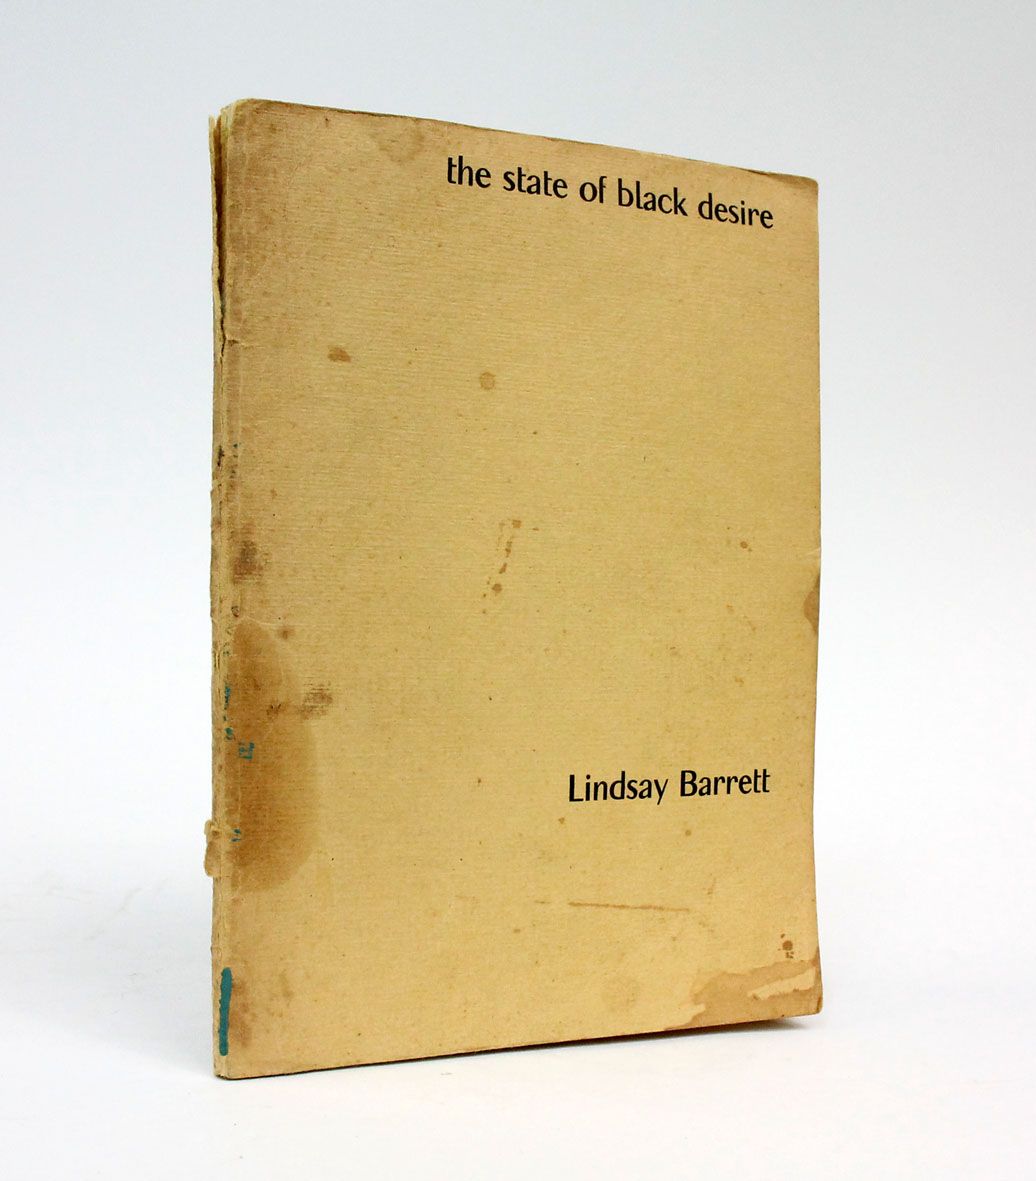 the state of black desire
Lindsay Barrett